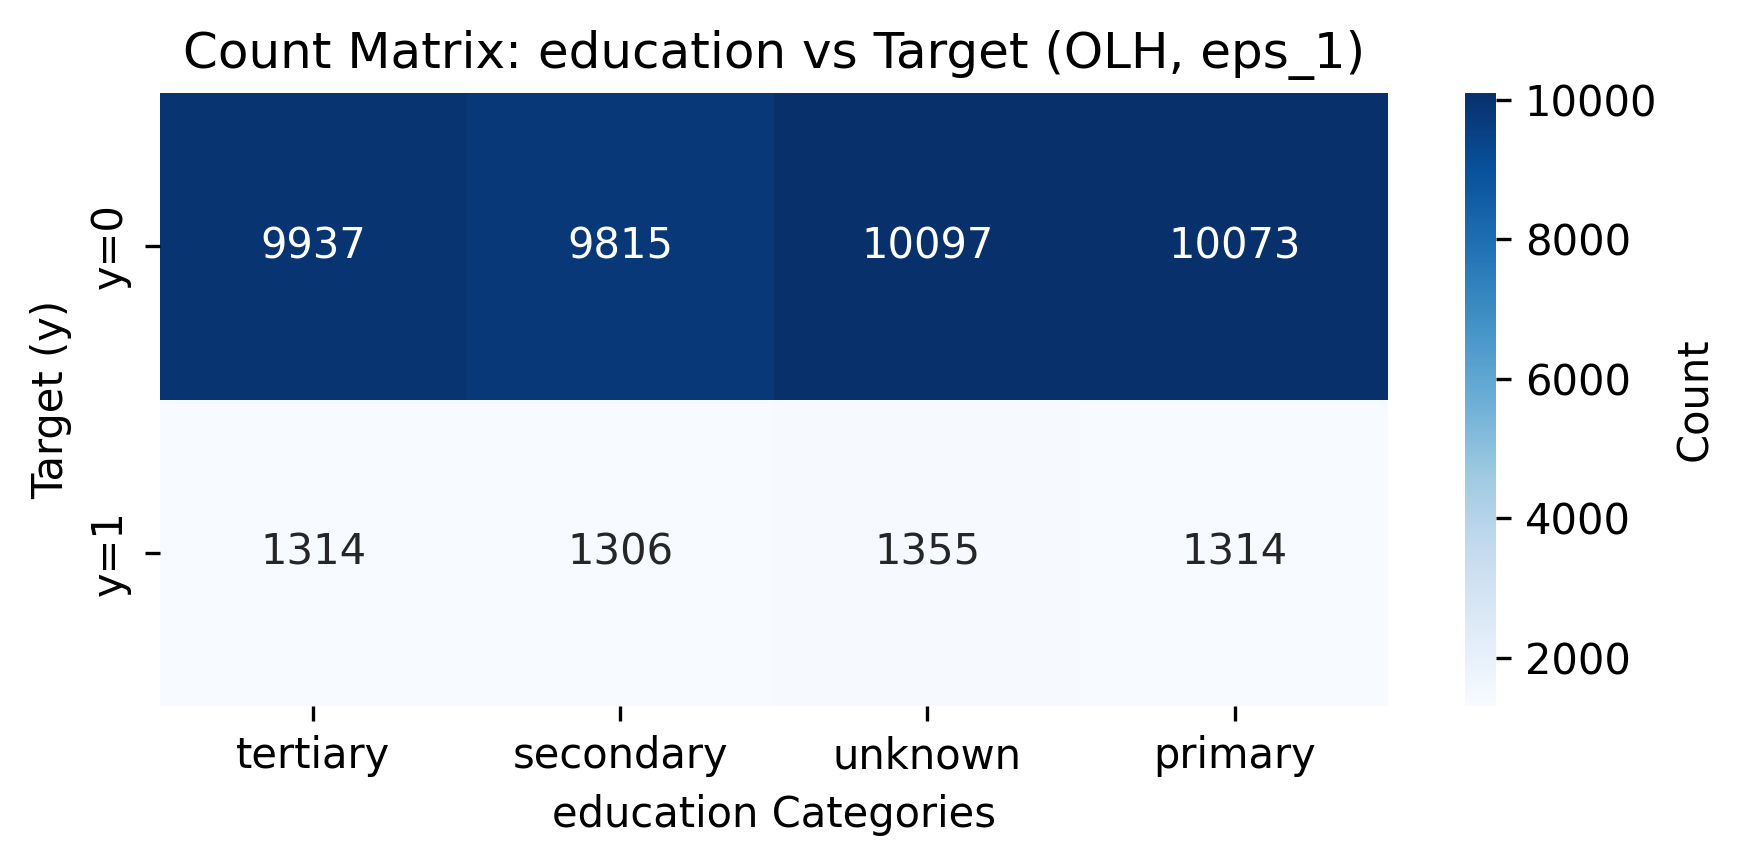 Count Matrix: education vs Target (OLH, eps_1)
Target (y)
y=0
9937 9815 10097 10073
y=1
1314 1306 1355 1314
tertiary secondary unknown primary
education Categories
10000
8000
6000
4000
2000
Count